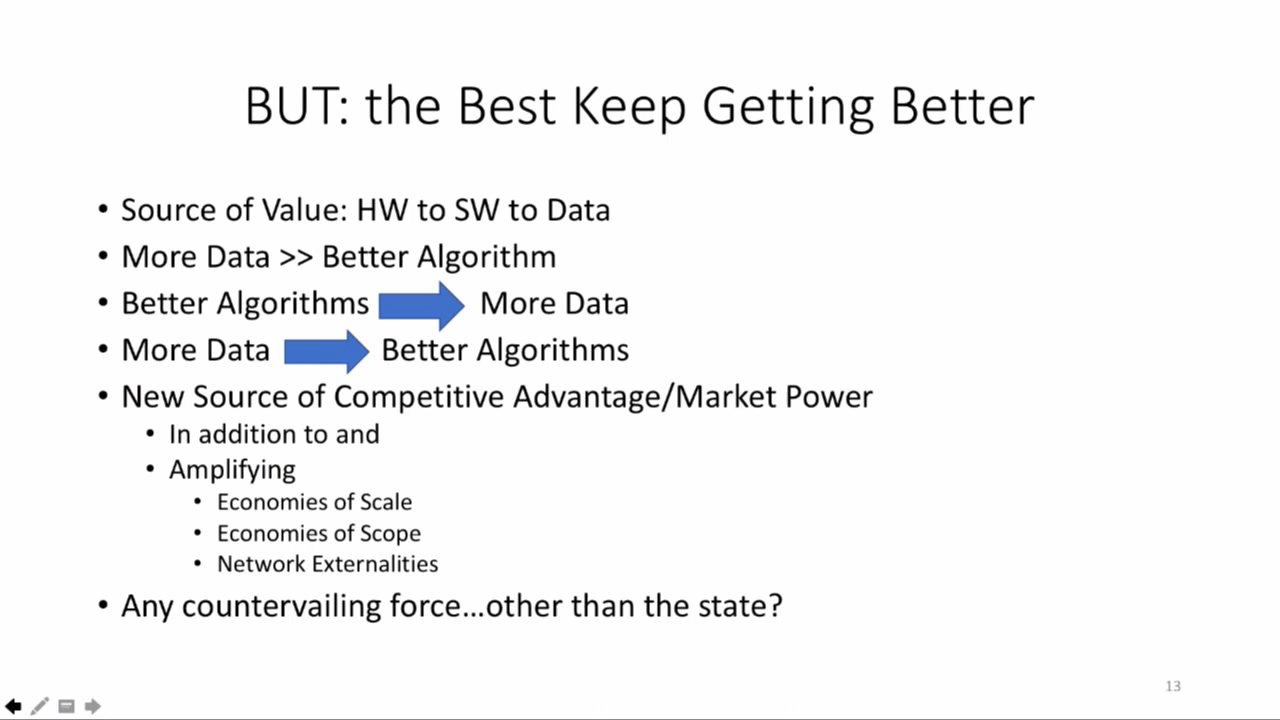 BUT: the Best Keep Getting Better
• Source of Value: HW to SW to Data
• More Data >> Better Algorithm
• Better Algorithms More Data
• More Data Better Algorithms
• New Source of Competitive Advantage/Market Power
• In addition to and
• Amplifying
• Economies of Scale
• Economies of Scope
• Network Externalities
• Any countervailing force...other than the state?
13